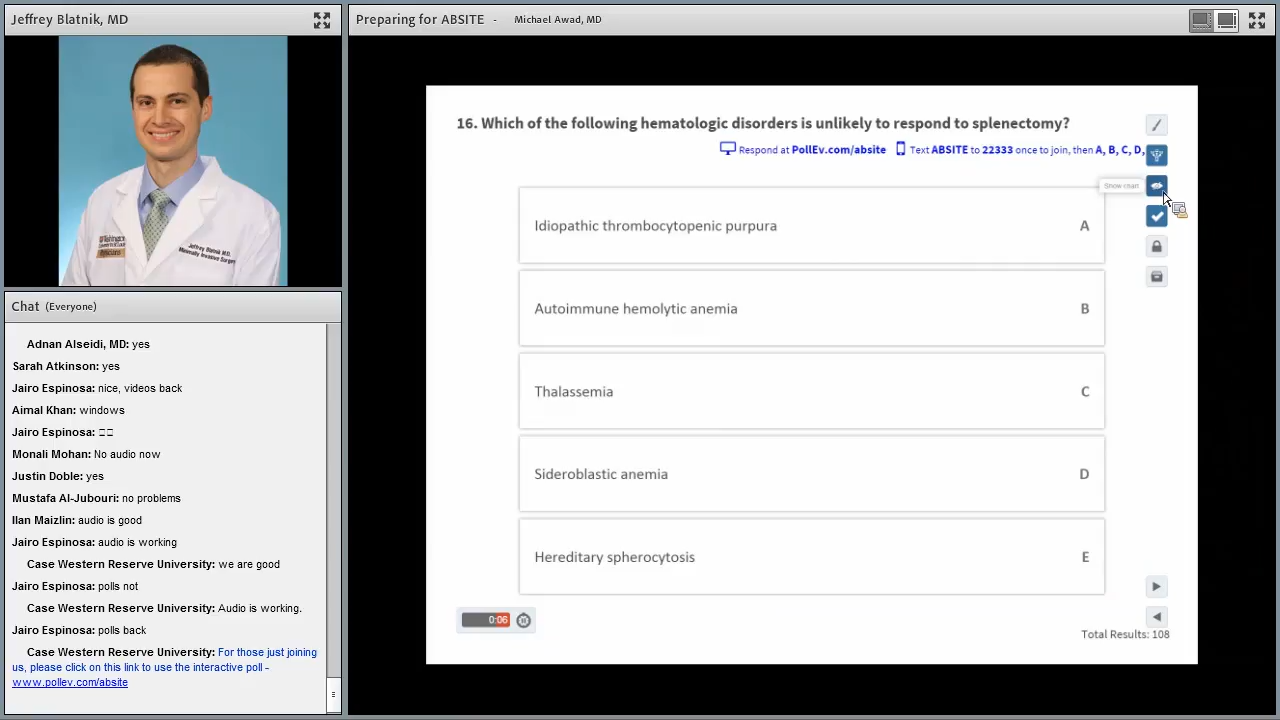 Jeffrey Blatnik, MD
Preparing for ABSITE - Michael Awad, MD
Jeffrey Blatnik M.D.
Minimally Invasive Surgery
Chat (Everyone)
Adnan Alseidi, MD: yes
Sarah Atkinson: yes
Jairo Espinosa: nice, videos back
Aimal Khan: windows
Jairo Espinosa: □□
Monali Mohan: No audio now
Justin Doble: yes
Mustafa Al-Jubouri: no problems
Ilan Maizlin: audio is good
Jairo Espinosa: audio is working
Case Western Reserve University: we are good
Jairo Espinosa: polls not
Case Western Reserve University: Audio is working.
Jairo Espinosa: polls back
Case Western Reserve University: For those just joining
us, please click on this link to use the interactive poll -
www.pollev.com/absite
16. Which of the following hematologic disorders is unlikely to respond to splenectomy?
Respond at PollEv.com/absite Text ABSITE to 22333 once to join, then A, B, C, D,
Show chart
Idiopathic thrombocytopenic purpura A
Autoimmune hemolytic anemia B
Thalassemia C
Sideroblastic anemia D
Hereditary spherocytosis E
0:06
Total Results: 108